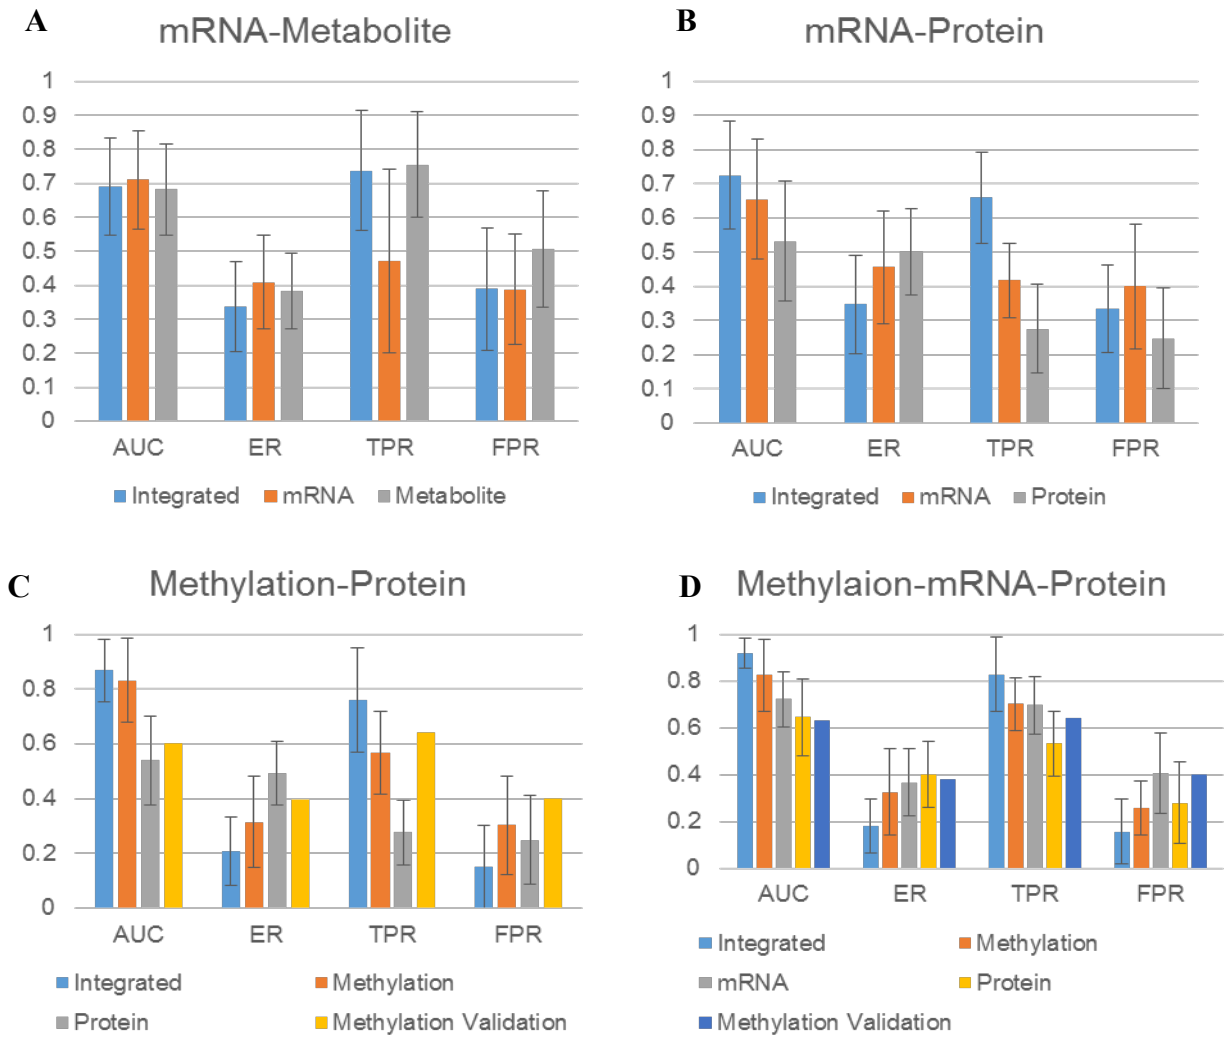 A
mRNA-Metabolite
1
0.9
0.8
0.7
0.6
0.5
0.4
0.3
0.2
0.1
0
AUC ER TPR FPR
Integrated mRNA Metabolite
B
mRNA-Protein
1
0.9
0.8
0.7
0.6
0.5
0.4
0.3
0.2
0.1
0
AUC ER TPR FPR
Integrated mRNA Protein
C
Methylation-Protein
1
0.8
0.6
0.4
0.2
0
AUC ER TPR FPR
Integrated Methylation
Protein Methylation Validation
D
Methylaion-mRNA-Protein
1
0.8
0.6
0.4
0.2
0
AUC ER TPR FPR
Integrated Methylation
mRNA Protein
Methylation Validation